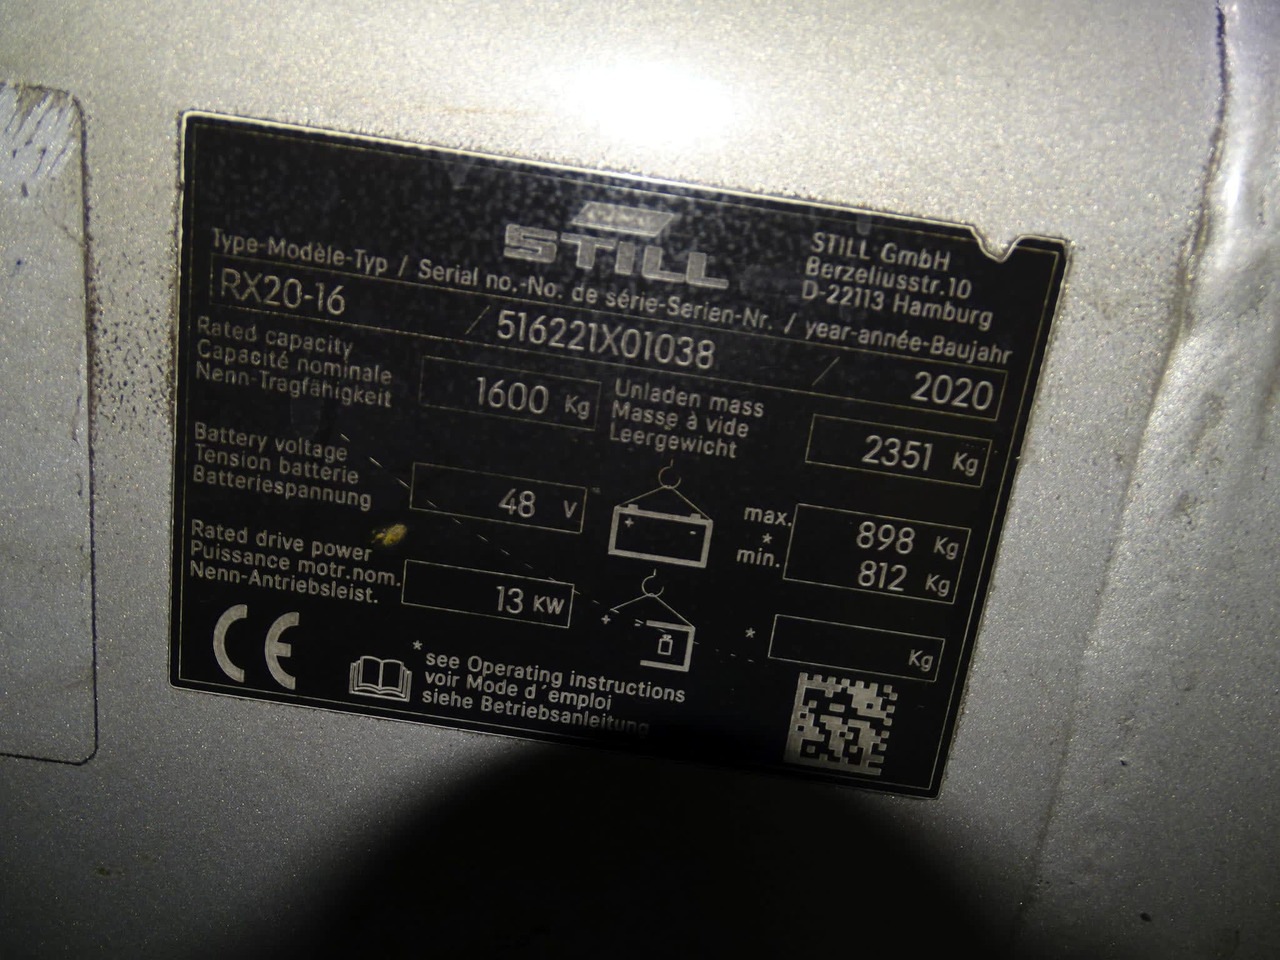 STILL
STILL GmbH
Berzeliusstr.10
D-22113 Hamburg
Type-Modèle-Typ / Serial no.-No. de série-Serien-Nr. / year-année-Baujahr
RX20-16 / 516221X01038 / 2020
Rated capacity
Capacité nominale
Nenn-Tragfähigkeit
1600 Kg
Unladen mass
Masse à vide
Leergewicht
2351 Kg
Battery voltage
Tension batterie
Batteriespannung
48 V
+ -
max.
*
min.
898 Kg
812 Kg
Rated drive power
Puissance motr.nom.
Nenn-Antriebsleist.
13 KW
+
*
Kg
CE
*see Operating instructions
voir Mode d'emploi
siehe Betriebsanleitung